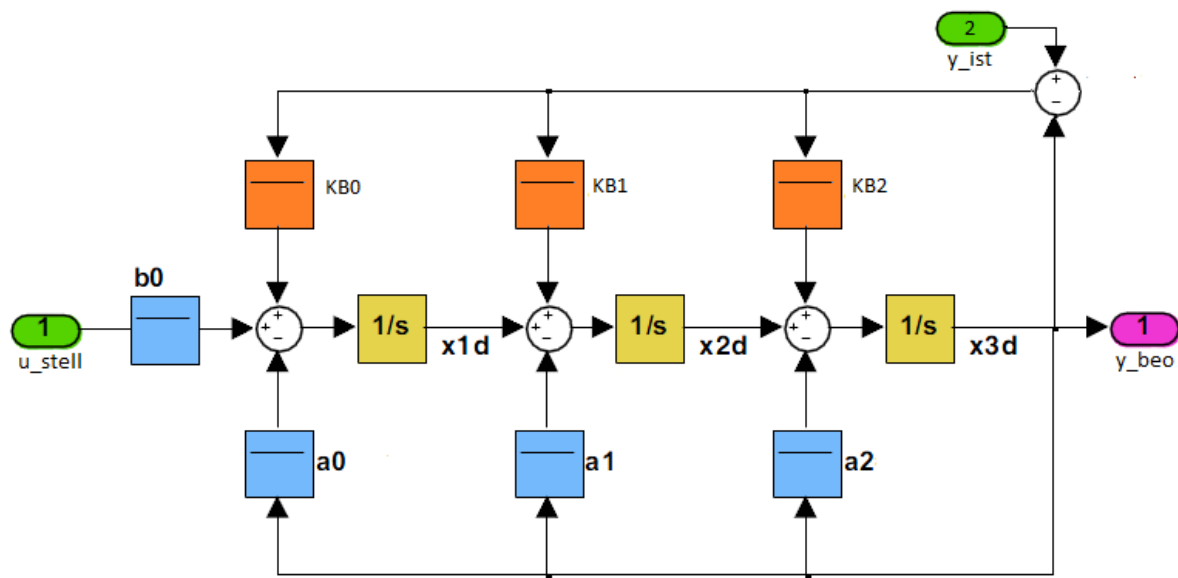 2
y_ist
+
−
KB0
KB1
KB2
b0
1
u_stell
+
+
−
1/s
x1d
+
+
−
1/s
x2d
+
+
−
1/s
x3d
1
y_beo
a0
a1
a2